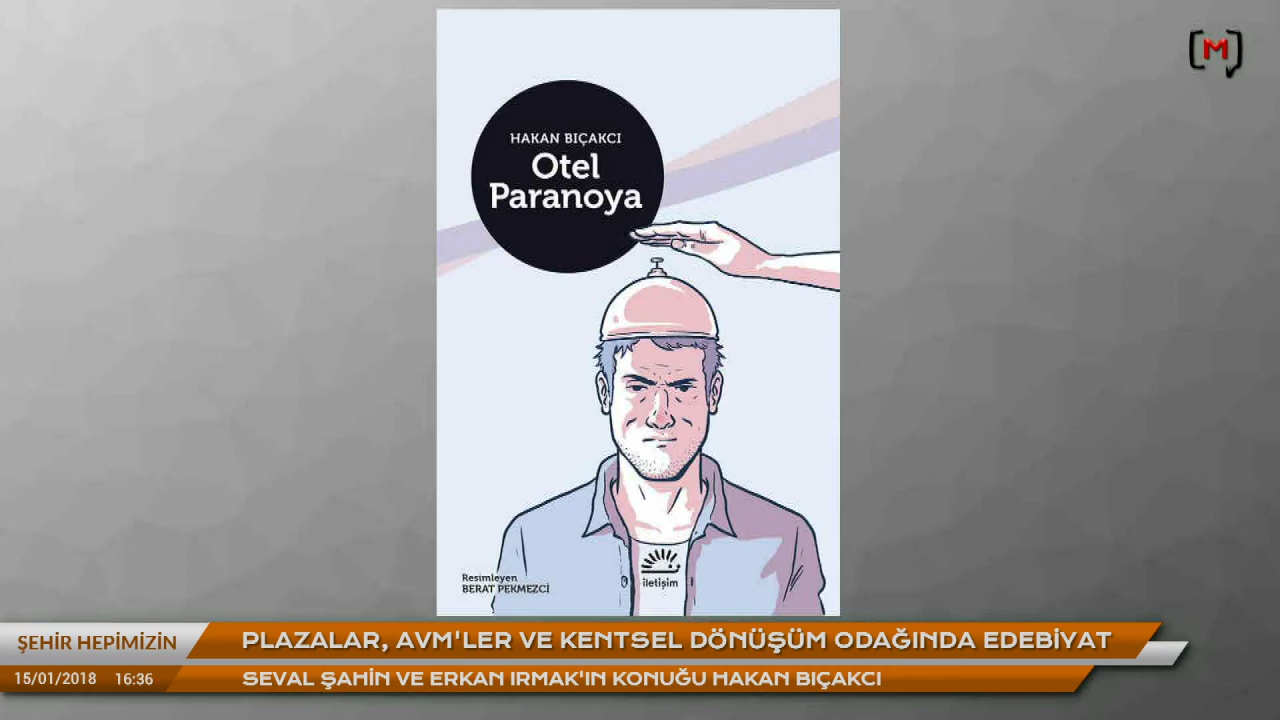 M
HAKAN BIÇAKCI
Otel
Paranoya
Resimleyen
BERAT PEKMEZCİ
iletişim
ŞEHİR HEPİMİZİN
PLAZALAR, AVM'LER VE KENTSEL DÖNÜŞÜM ODAĞINDA EDEBİYAT
15/01/2018 16:36
SEVAL ŞAHİN VE ERKAN IRMAK'IN KONUĞU HAKAN BIÇAKCI